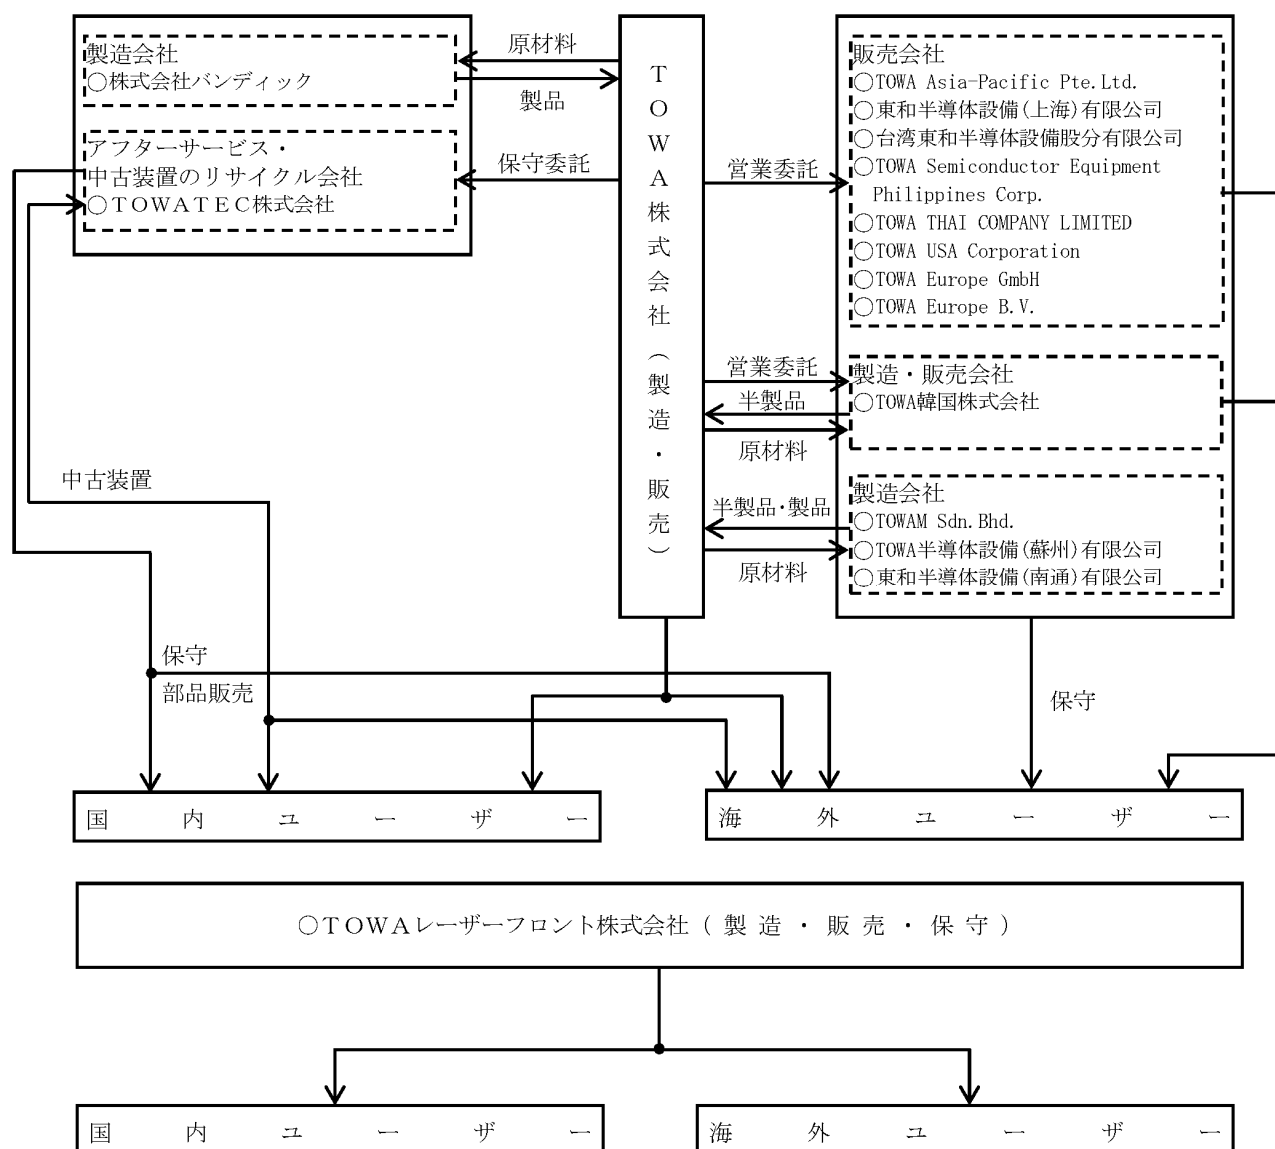 製造会社
○株式会社バンディック
アフターサービス・
中古装置のリサイクル会社
○TOWATEC株式会社
原材料
製品
保守委託
TOWA株式会社(製造・販売)
営業委託
営業委託
半製品
原材料
半製品・製品
原材料
販売会社
○TOWA Asia-Pacific Pte.Ltd.
○東和半導体設備(上海)有限公司
○台湾東和半導体設備股分有限公司
○TOWA Semiconductor Equipment
Philippines Corp.
○TOWA THAI COMPANY LIMITED
○TOWA USA Corporation
○TOWA Europe GmbH
○TOWA Europe B.V.
製造・販売会社
○TOWA韓国株式会社
製造会社
○TOWAM Sdn.Bhd.
○TOWA半導体設備(蘇州)有限公司
○東和半導体設備(南通)有限公司
中古装置
保守
部品販売
保守
国内ユーザー
海外ユーザー
○TOWAレーザーフロント株式会社(製造・販売・保守)
国内ユーザー
海外ユーザー